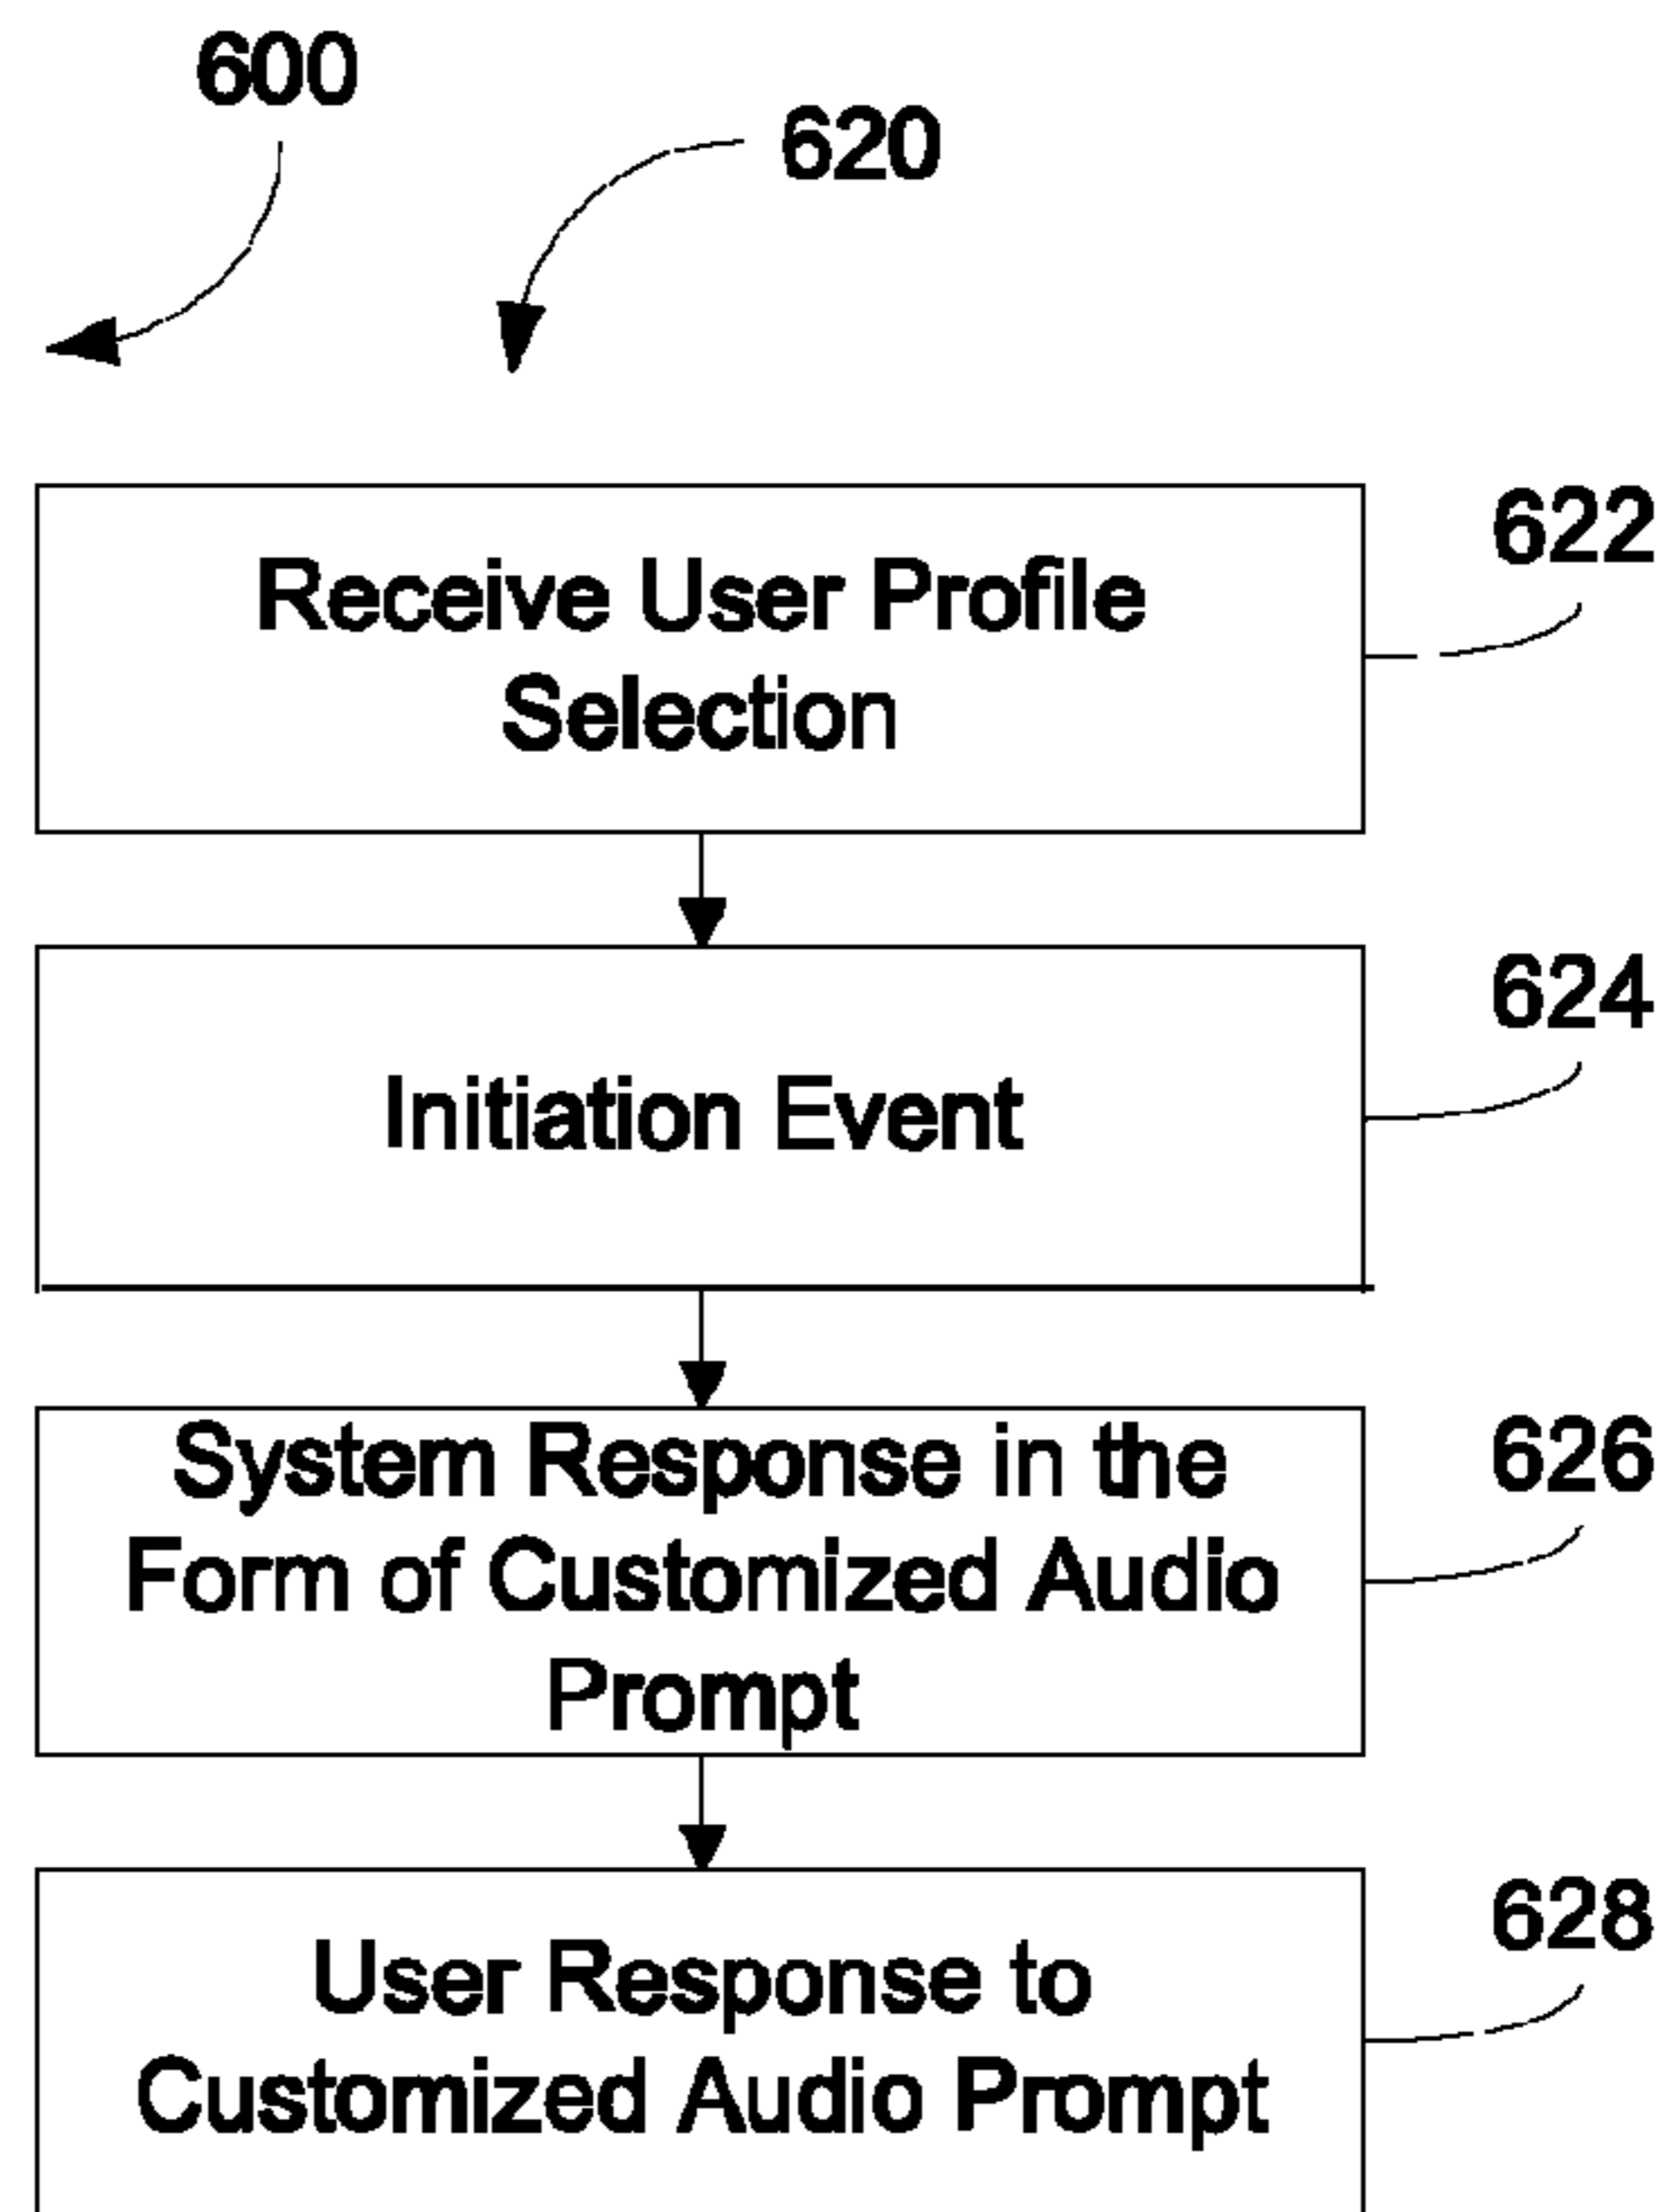 600
620
Receive User Profile
Selection
622
Initiation Event
624
System Response in the
Form of Customized Audio
Prompt
626
User Response to
Customized Audio Prompt
628